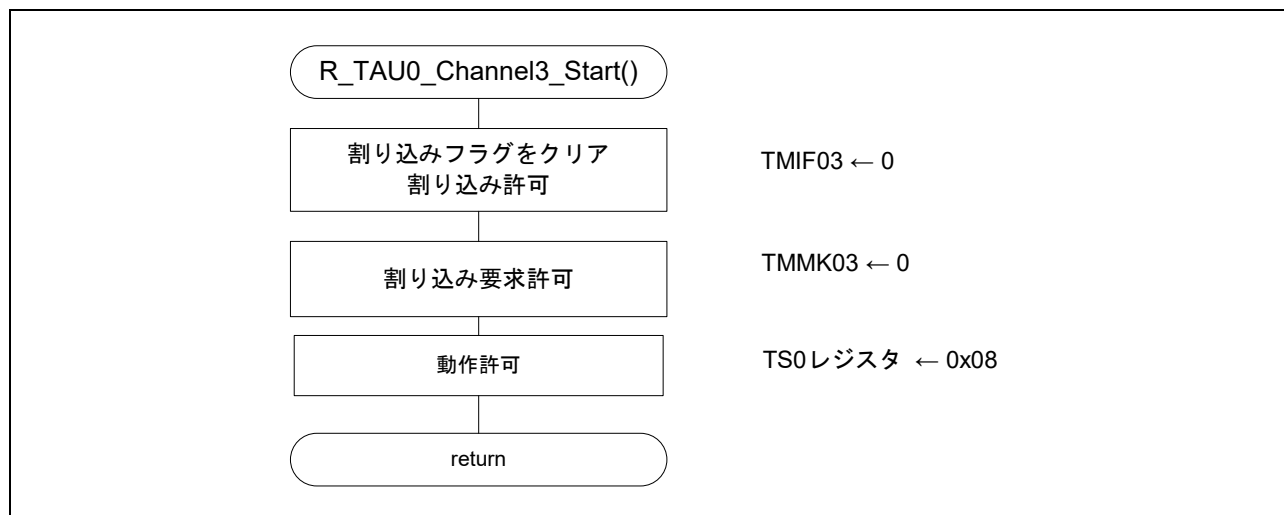 R_TAU0_Channel3_Start()
割り込みフラグをクリア
割り込み許可
TMIF03 ← 0
割り込み要求許可
TMMK03 ← 0
動作許可
TS0レジスタ ← 0x08
return